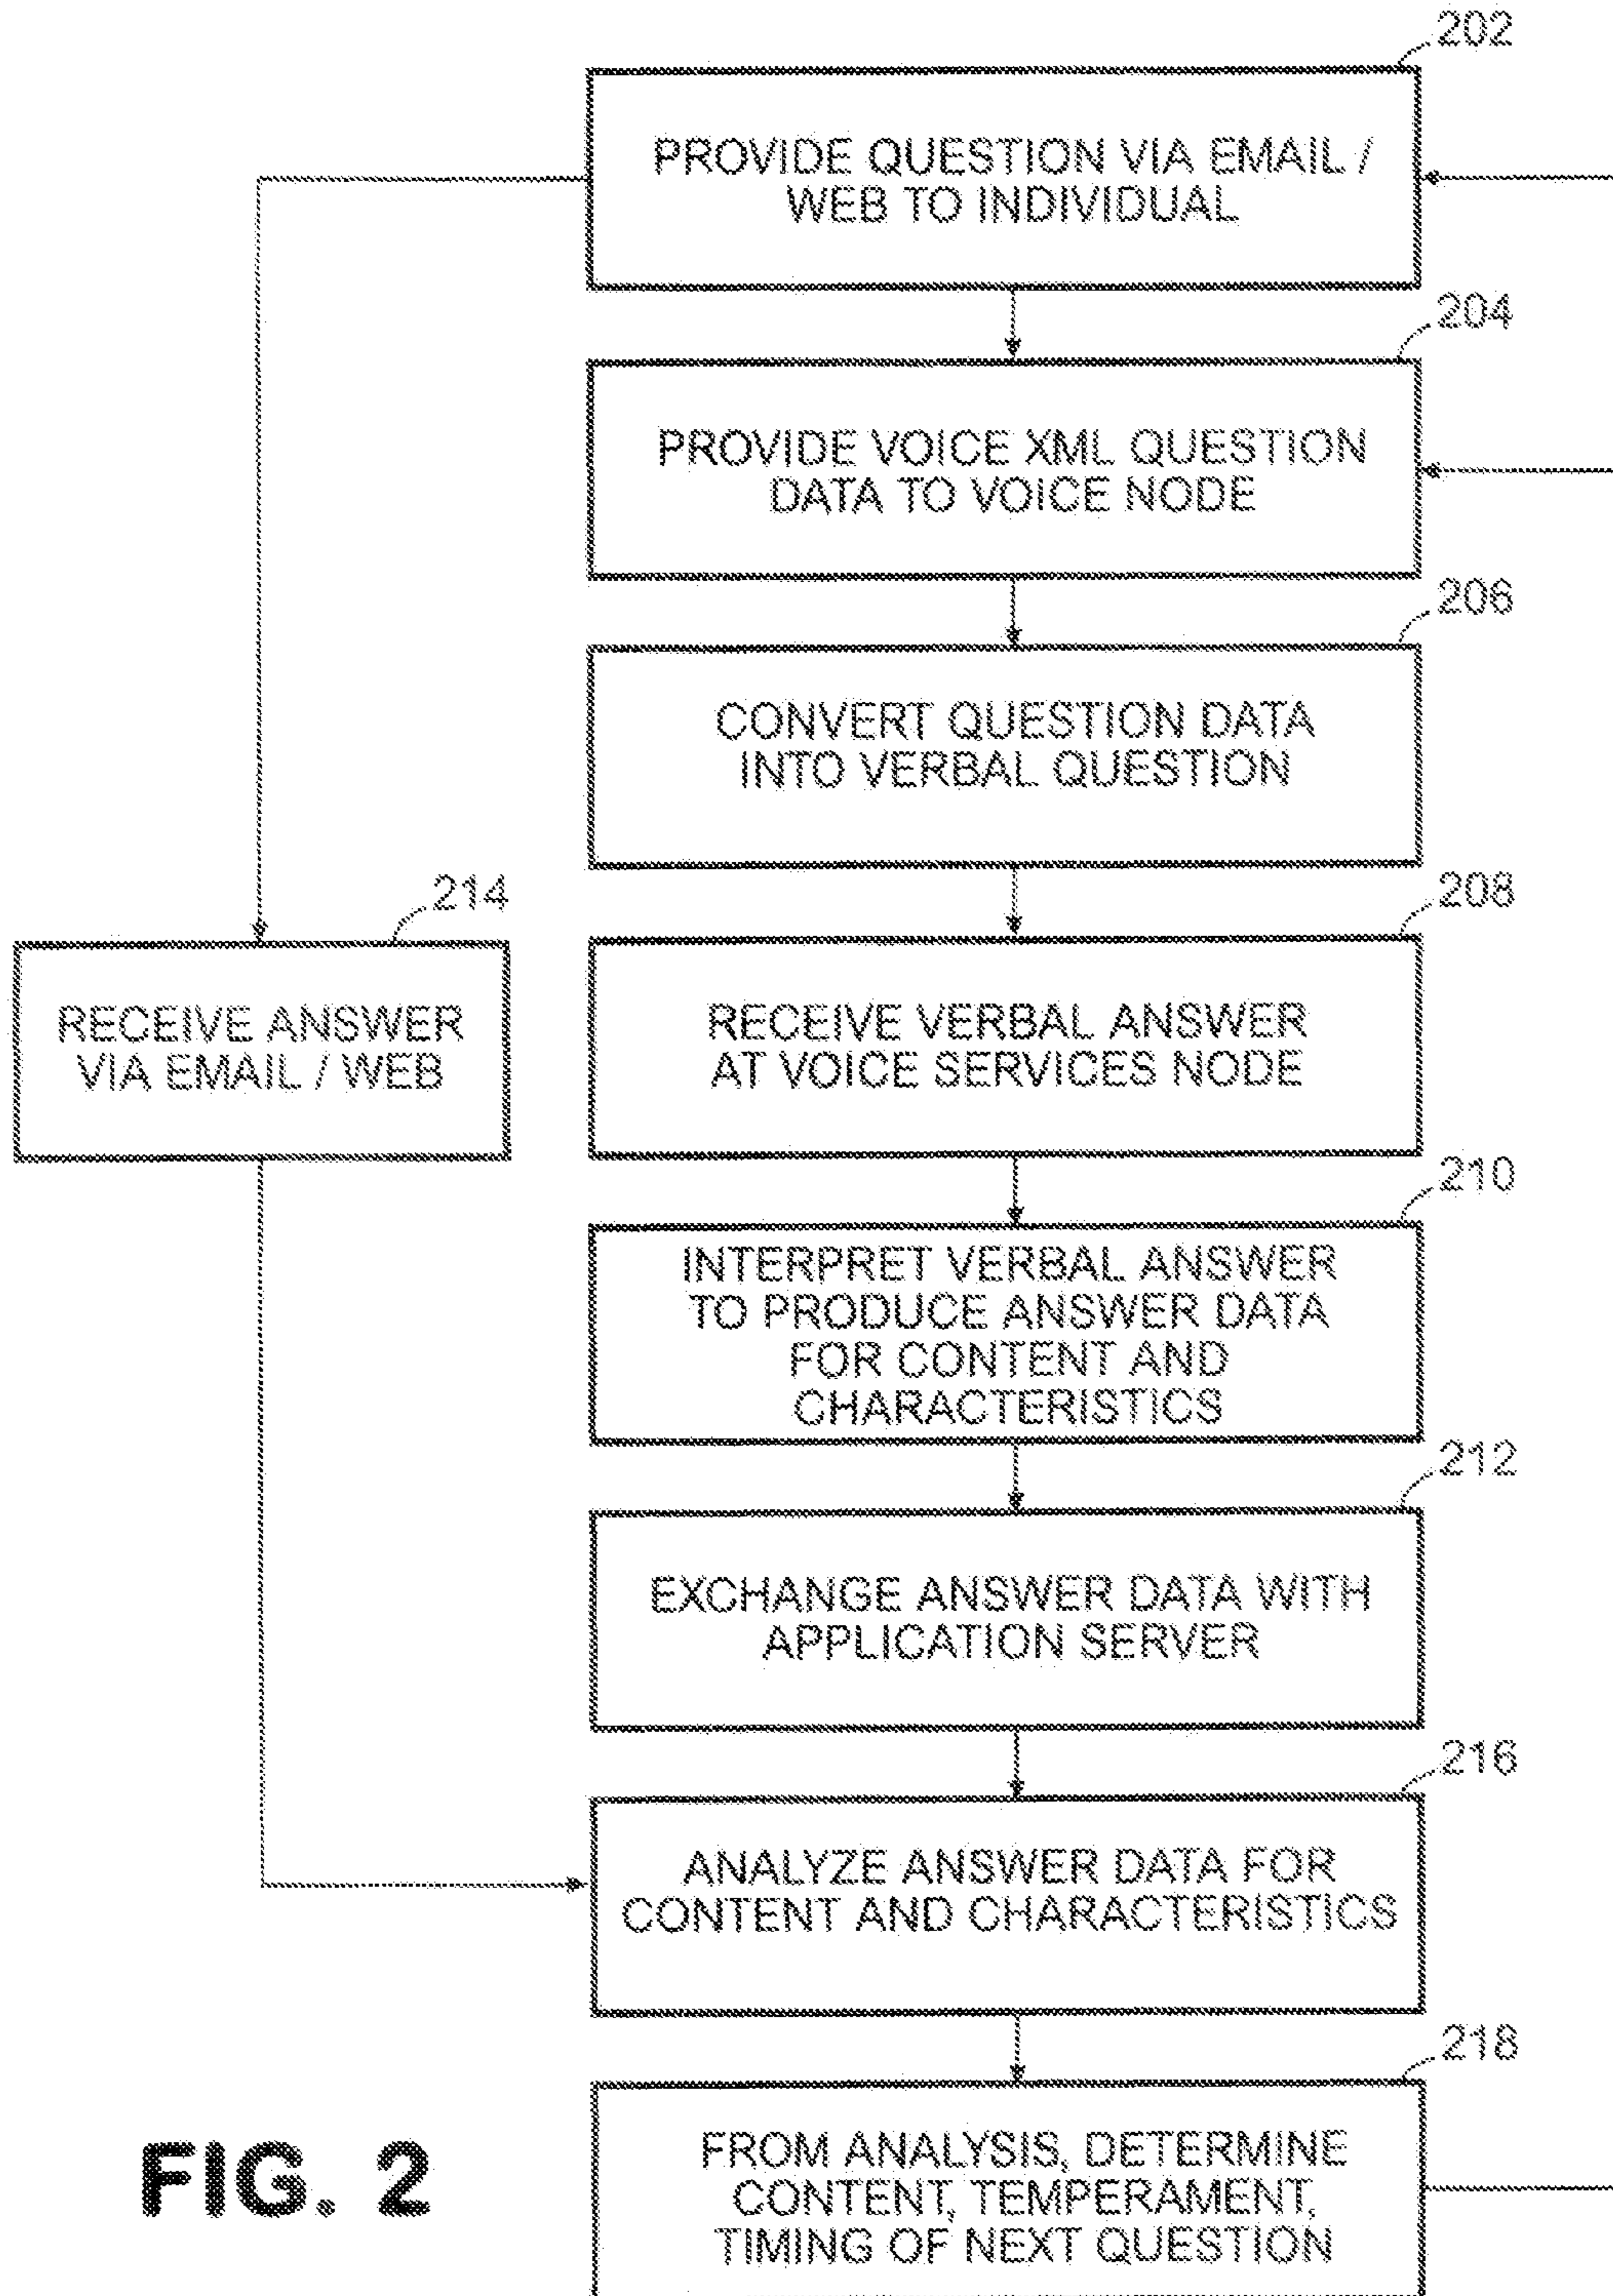 202
PROVIDE QUESTION VIA EMAIL /
WEB TO INDIVIDUAL
204
PROVIDE VOICE XML QUESTION
DATA TO VOICE NODE
206
CONVERT QUESTION DATA
INTO VERBAL QUESTION
214
RECEIVE ANSWER
VIA EMAIL / WEB
208
RECEIVE VERBAL ANSWER
AT VOICE SERVICES NODE
210
INTERPRET VERBAL ANSWER
TO PRODUCE ANSWER DATA
FOR CONTENT AND
CHARACTERISTICS
212
EXCHANGE ANSWER DATA WITH
APPLICATION SERVER
216
ANALYZE ANSWER DATA FOR
CONTENT AND CHARACTERISTICS
218
FROM ANALYSIS, DETERMINE
CONTENT, TEMPERAMENT,
TIMING OF NEXT QUESTION
FIG. 2